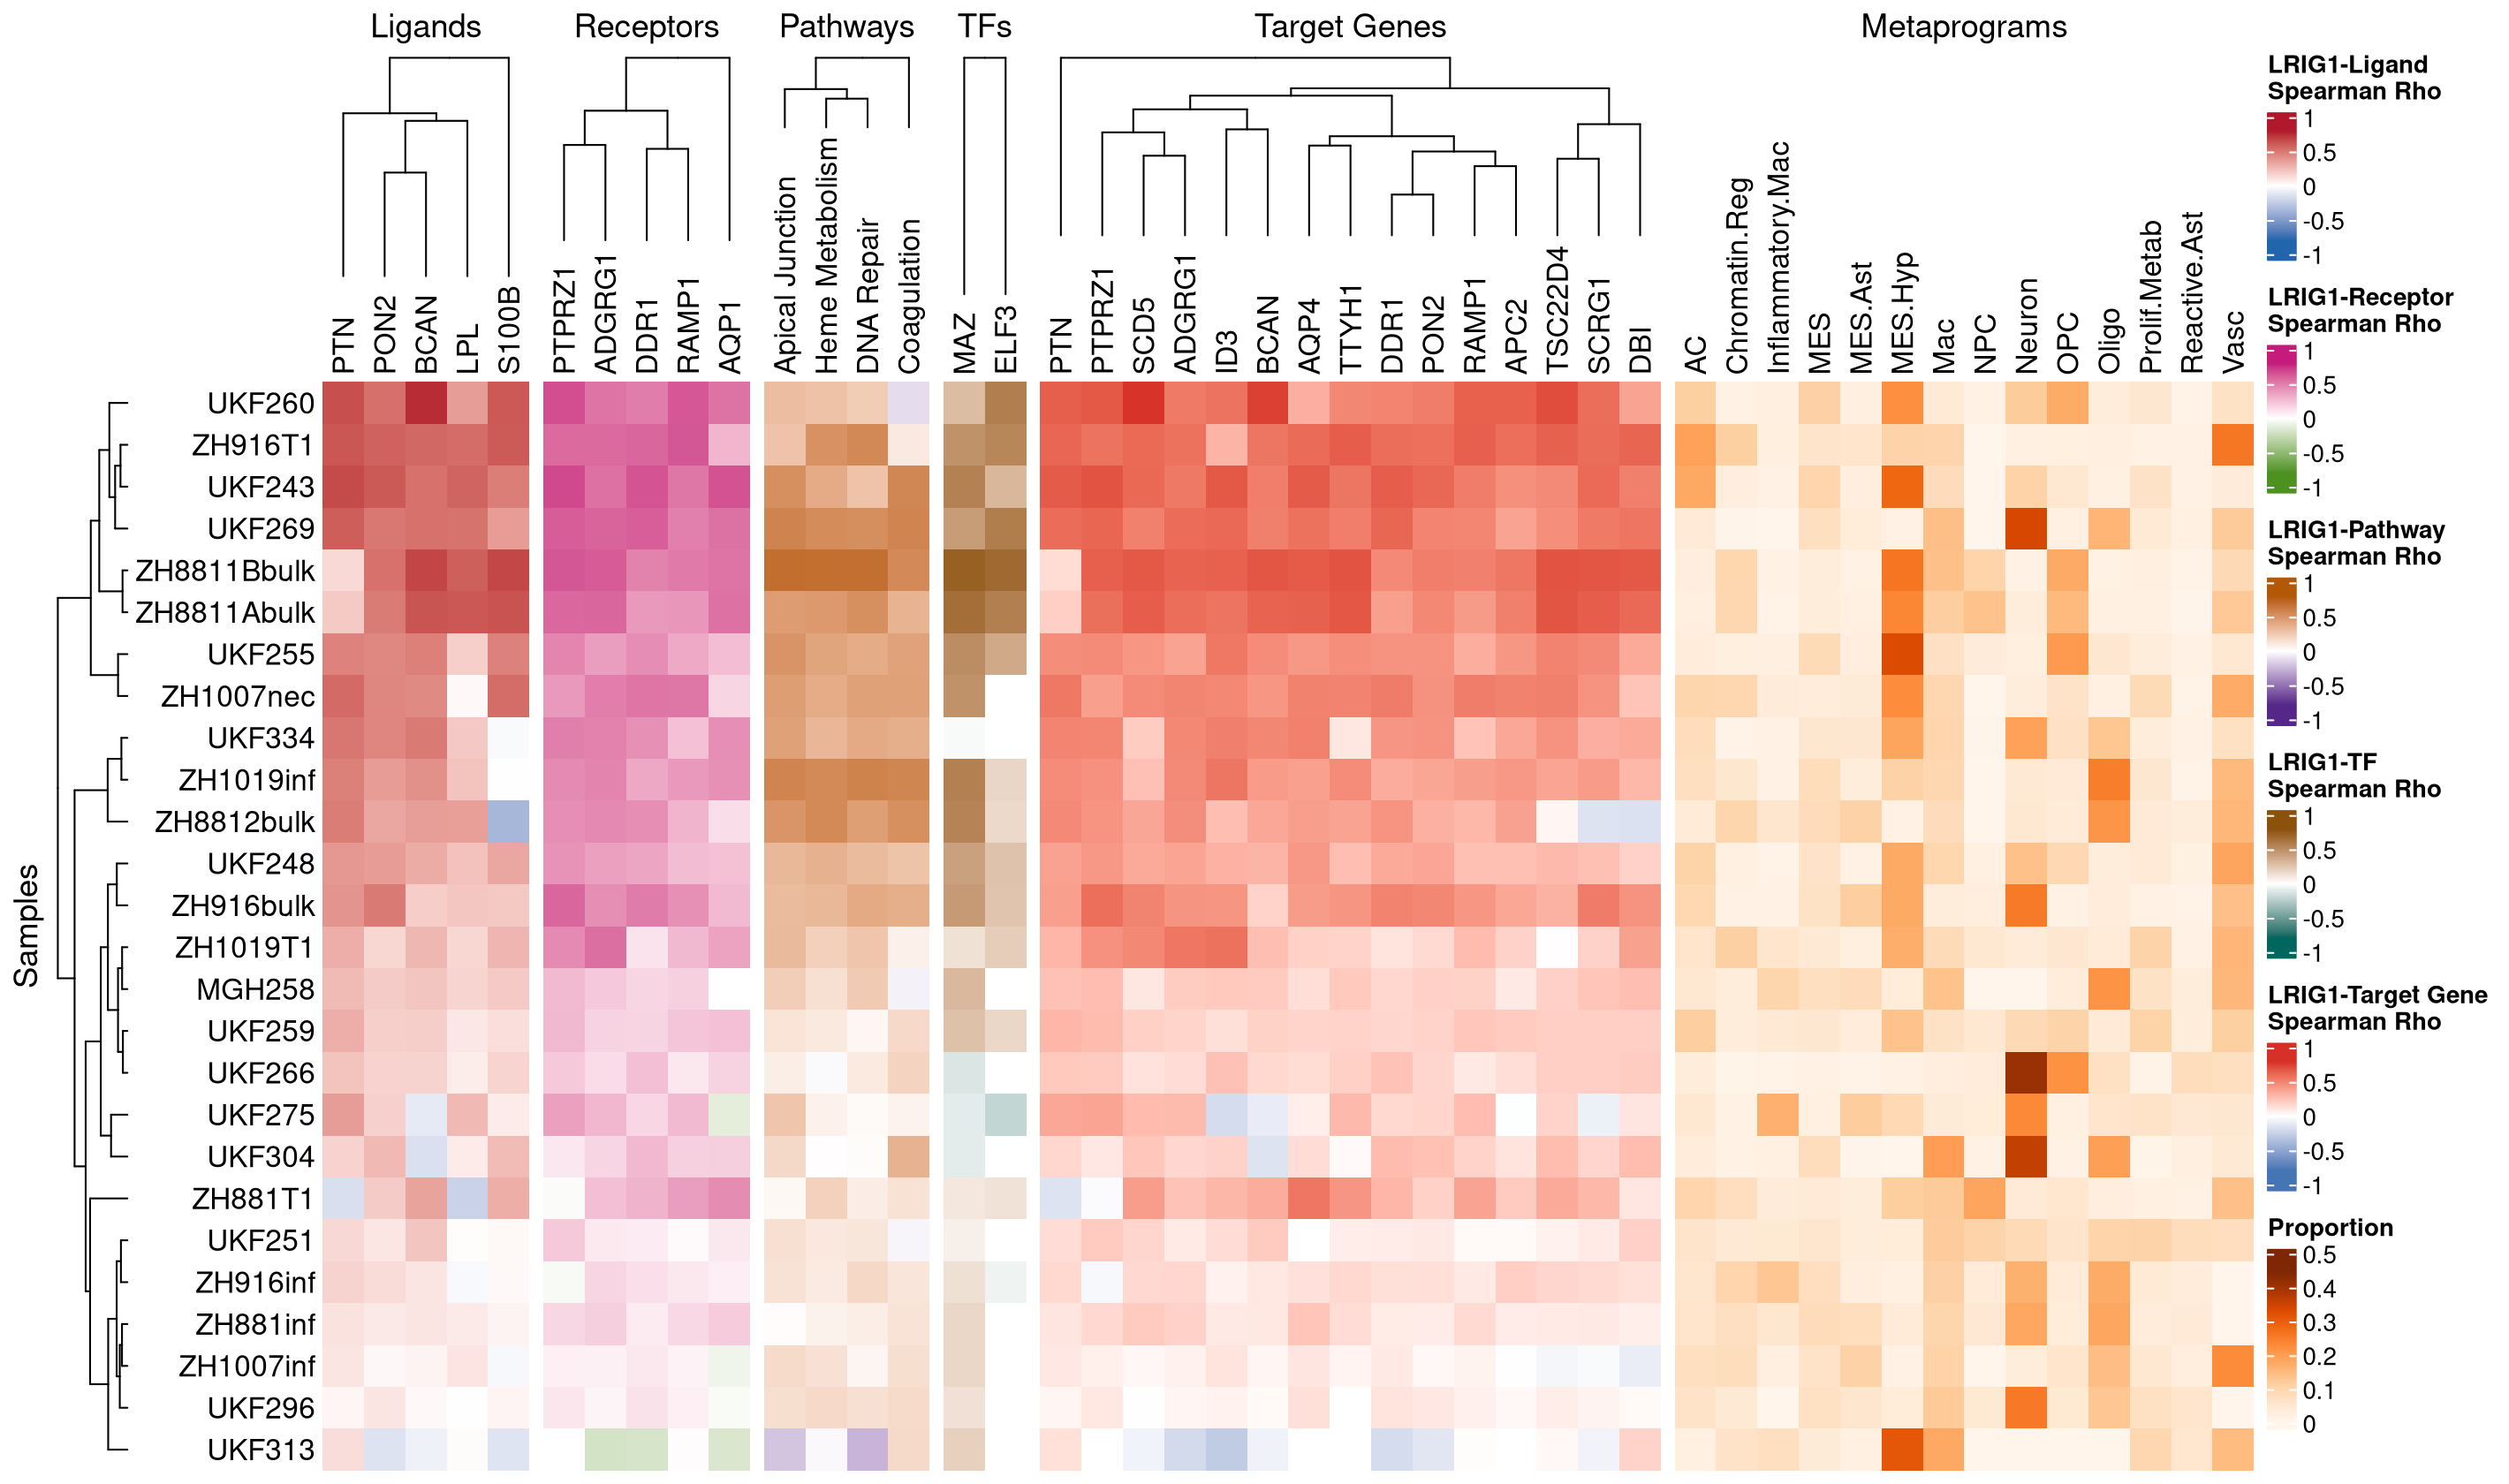 Ligands
Receptors
Pathways
TFs
Target Genes
Metaprograms
PTN
PON2
BCAN
LPL
S100B
PTPRZ1
ADGRG1
DDR1
RAMP1
AQP1
Apical Junction
Heme Metabolism
DNA Repair
Coagulation
MAZ
ELF3
PTN
PTPRZ1
SCD5
ADGRG1
ID3
BCAN
AQP4
TTYH1
DDR1
PON2
RAMP1
APC2
TSC22D4
SCRG1
DBI
AC
Chromatin.Reg
Inflammatory.Mac
MES
MES.Ast
MES.Hyp
Mac
NPC
Neuron
OPC
Oligo
Prolif.Metab
Reactive.Ast
Vasc
Samples
UKF260
ZH916T1
UKF243
UKF269
ZH8811Bbulk
ZH8811Abulk
UKF255
ZH1007nec
UKF334
ZH1019inf
ZH8812bulk
UKF248
ZH916bulk
ZH1019T1
MGH258
UKF259
UKF266
UKF275
UKF304
ZH881T1
UKF251
ZH916inf
ZH881inf
ZH1007inf
UKF296
UKF313
LRIG1-Ligand
Spearman Rho
1
0.5
0
-0.5
-1
LRIG1-Receptor
Spearman Rho
1
0.5
0
-0.5
-1
LRIG1-Pathway
Spearman Rho
1
0.5
0
-0.5
-1
LRIG1-TF
Spearman Rho
1
0.5
0
-0.5
-1
LRIG1-Target Gene
Spearman Rho
1
0.5
0
-0.5
-1
Proportion
0.5
0.4
0.3
0.2
0.1
0